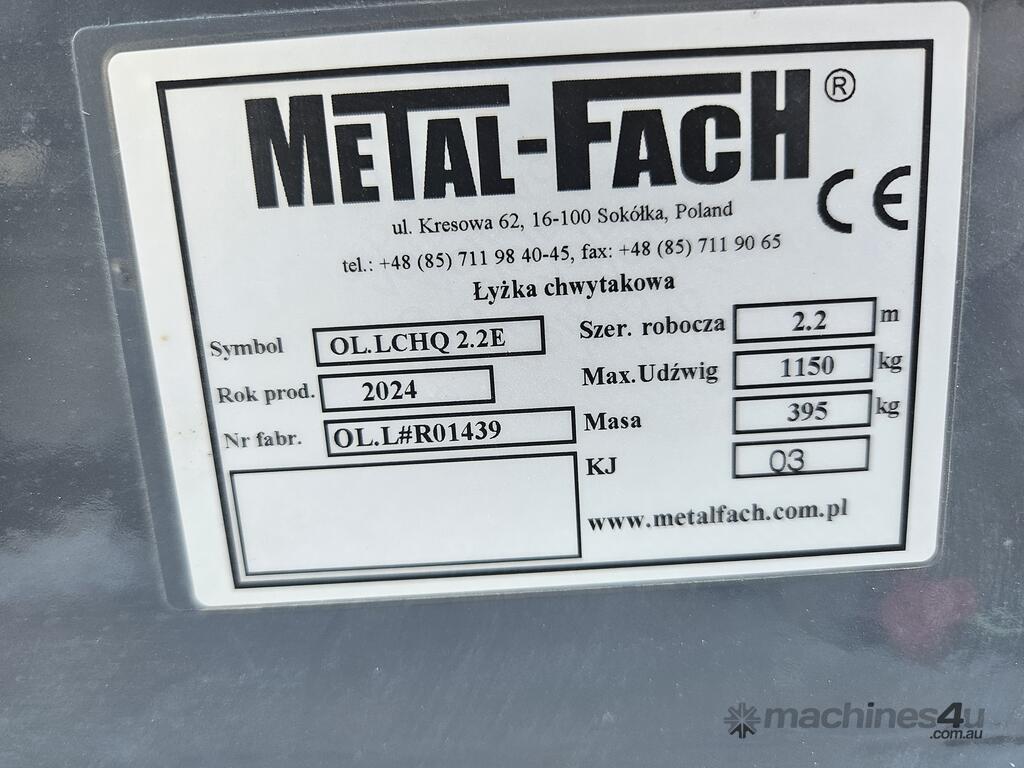 METAL-FACH®
CE
ul. Kresowa 62, 16-100 Sokółka, Poland
tel.: +48 (85) 711 98 40-45, fax: +48 (85) 711 90 65
Łyżka chwytakowa
Symbol OL.LCHQ 2.2E
Rok prod. 2024
Nr fabr. OL.L#R01439
Szer. robocza 2.2 m
Max.Udźwig 1150 kg
Masa 395 kg
KJ 03
www.metalfach.com.pl
machines4u
.com.au